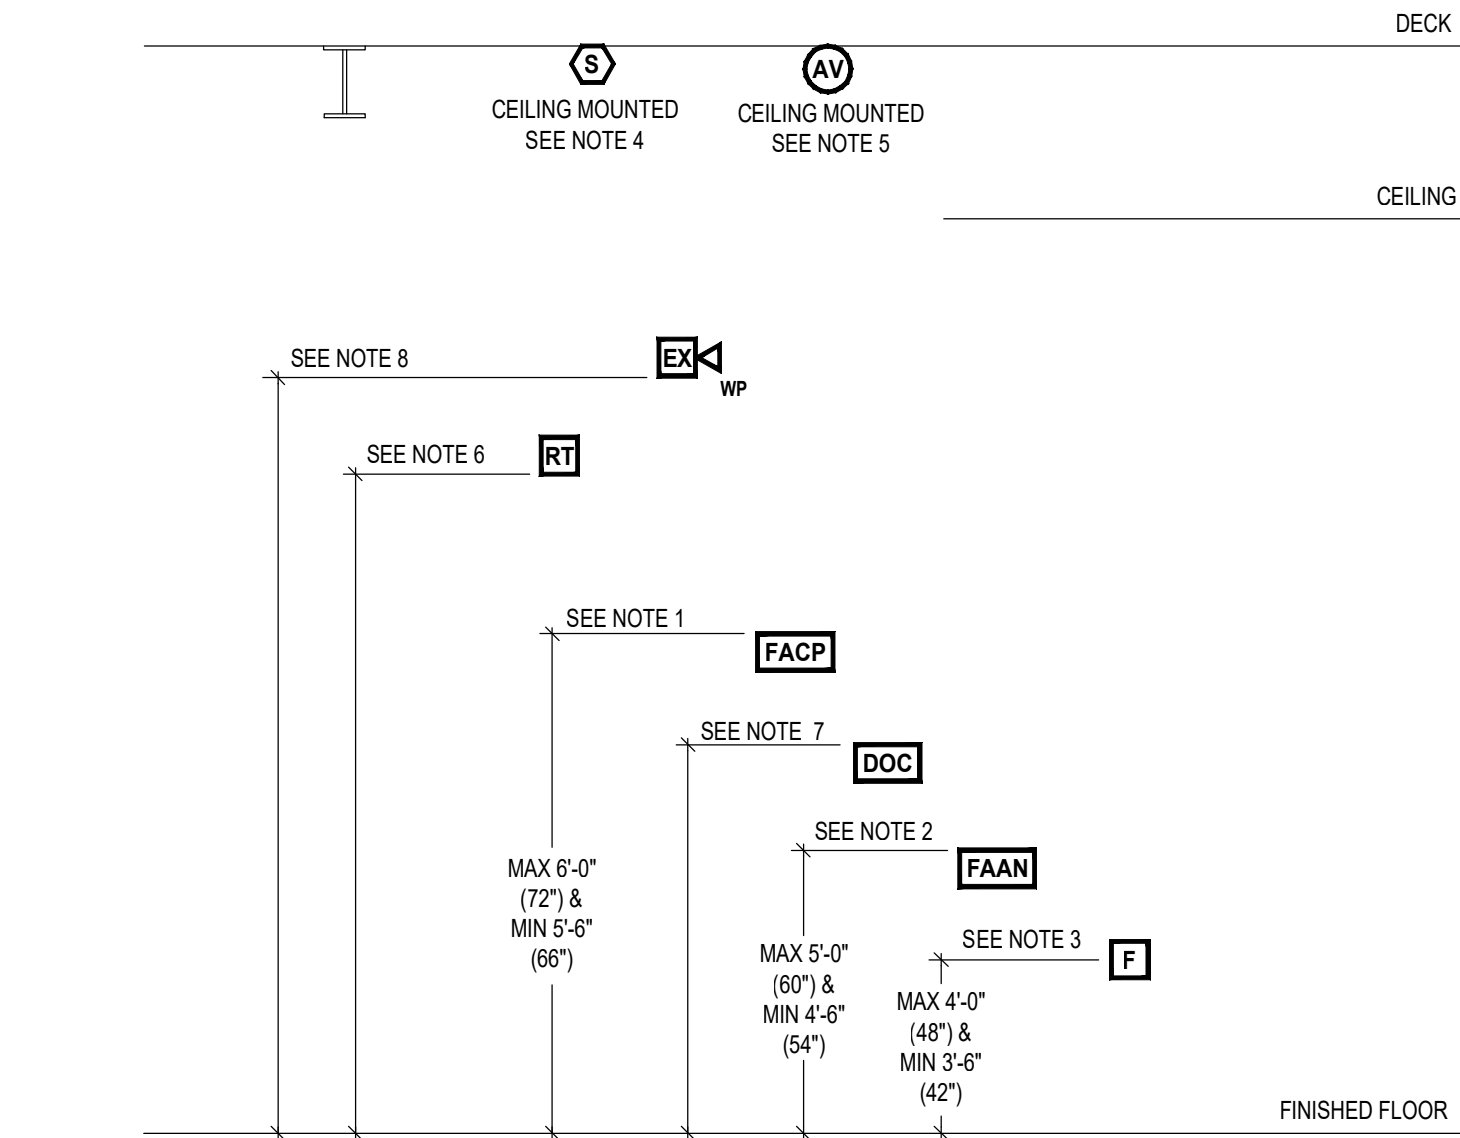 DECK
S
AV
CEILING MOUNTED
SEE NOTE 4
CEILING MOUNTED
SEE NOTE 5
CEILING
SEE NOTE 8
EX
WP
SEE NOTE 6
RT
SEE NOTE 1
FACP
SEE NOTE 7
DOC
SEE NOTE 2
FAAN
MAX 6'-0"
(72") &
MIN 5'-6"
(66")
SEE NOTE 3
F
MAX 5'-0"
(60") &
MIN 4'-6"
(54")
MAX 4'-0"
(48") &
MIN 3'-6"
(42")
FINISHED FLOOR